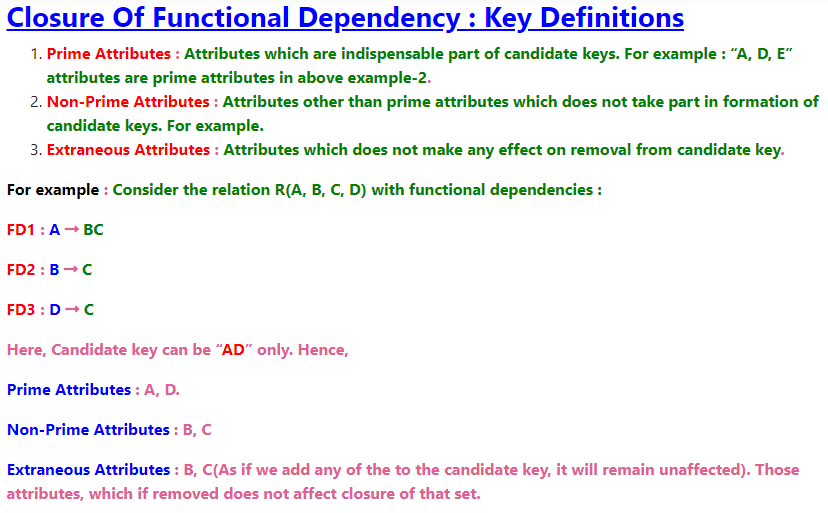 Closure Of Functional Dependency : Key Definitions
1. Prime Attributes : Attributes which are indispensable part of candidate keys. For example : “A, D, E”
attributes are prime attributes in above example-2.
2. Non-Prime Attributes : Attributes other than prime attributes which does not take part in formation of
candidate keys. For example.
3. Extraneous Attributes : Attributes which does not make any effect on removal from candidate key.
For example : Consider the relation R(A, B, C, D) with functional dependencies :
FD1 : A → BC
FD2 : B → C
FD3 : D → C
Here, Candidate key can be “AD” only. Hence,
Prime Attributes : A, D.
Non-Prime Attributes : B, C
Extraneous Attributes : B, C(As if we add any of the to the candidate key, it will remain unaffected). Those
attributes, which if removed does not affect closure of that set.